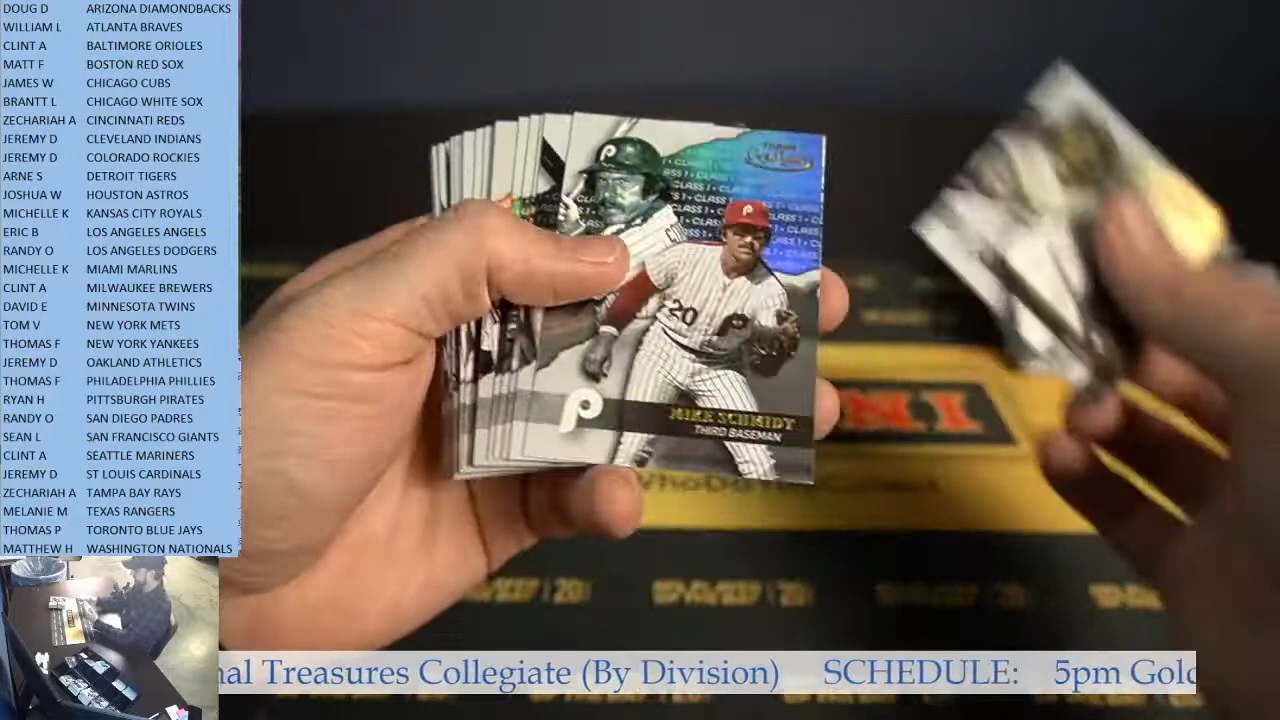 DOUG D ARIZONA DIAMONDBACKS
WILLIAM L ATLANTA BRAVES
CLINT A BALTIMORE ORIOLES
MATT F BOSTON RED SOX
JAMES W CHICAGO CUBS
BRANTT L CHICAGO WHITE SOX
ZECHARIAH A CINCINNATI REDS
JEREMY D CLEVELAND INDIANS
JEREMY D COLORADO ROCKIES
ARNE S DETROIT TIGERS
JOSHUA W HOUSTON ASTROS
MICHELLE K KANSAS CITY ROYALS
ERIC B LOS ANGELES ANGELS
RANDY O LOS ANGELES DODGERS
MICHELLE K MIAMI MARLINS
CLINT A MILWAUKEE BREWERS
DAVID E MINNESOTA TWINS
TOM V NEW YORK METS
THOMAS F NEW YORK YANKEES
JEREMY D OAKLAND ATHLETICS
THOMAS F PHILADELPHIA PHILLIES
RYAN H PITTSBURGH PIRATES
RANDY O SAN DIEGO PADRES
SEAN L SAN FRANCISCO GIANTS
CLINT A SEATTLE MARINERS
JEREMY D ST LOUIS CARDINALS
ZECHARIAH A TAMPA BAY RAYS
MELANIE M TEXAS RANGERS
THOMAS P TORONTO BLUE JAYS
MATTHEW H WASHINGTON NATIONALS
P
CLASS 1 • CLASS 1
P
20
P
P
MIKE SCHMIDT
THIRD BASEMAN
nal Treasures Collegiate (By Division) SCHEDULE: 5pm Gold